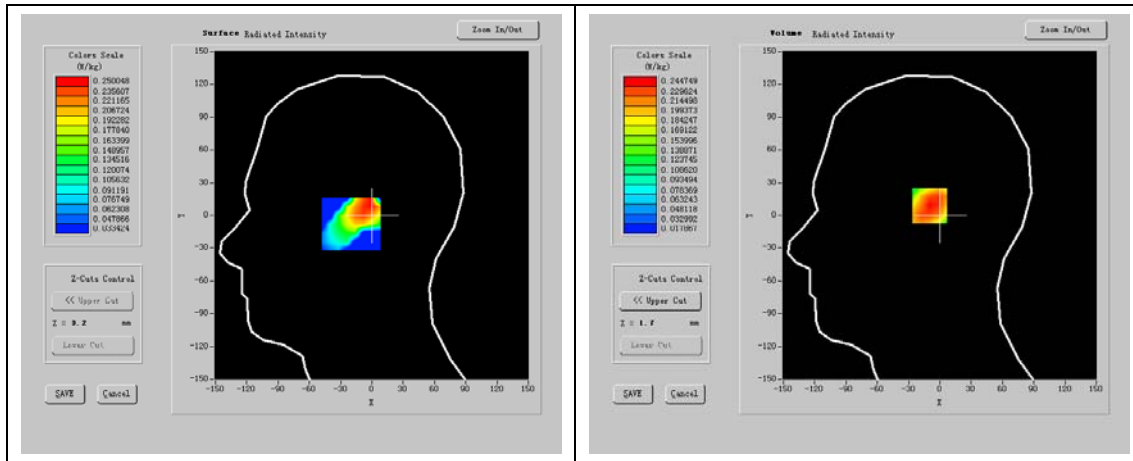 Surface Radiated Intensity
Zoom In/Out
Colors Scale
(W/kg)
0.250048
0.235607
0.221165
0.206724
0.192282
0.177840
0.163399
0.148957
0.134516
0.120074
0.105632
0.091191
0.076749
0.062308
0.047866
0.033424
150
120
90
60
30
0
-30
-60
-90
-120
-150
Y
-150 -120 -90 -60 -30 0 30 60 90 120 150
X
Z-Cuts Control
<< Upper Cut
Z = 3.2 mm
Lower Cut
SAVE Cancel
Volume Radiated Intensity
Zoom In/Out
Colors Scale
(W/kg)
0.244749
0.229624
0.214498
0.199373
0.184247
0.169122
0.153996
0.138871
0.123745
0.108620
0.093494
0.078369
0.063243
0.048118
0.032992
0.017867
150
120
90
60
30
0
-30
-60
-90
-120
-150
Y
-150 -120 -90 -60 -30 0 30 60 90 120 150
X
Z-Cuts Control
<< Upper Cut
Z = mm
Lower Cut
SAVE Cancel